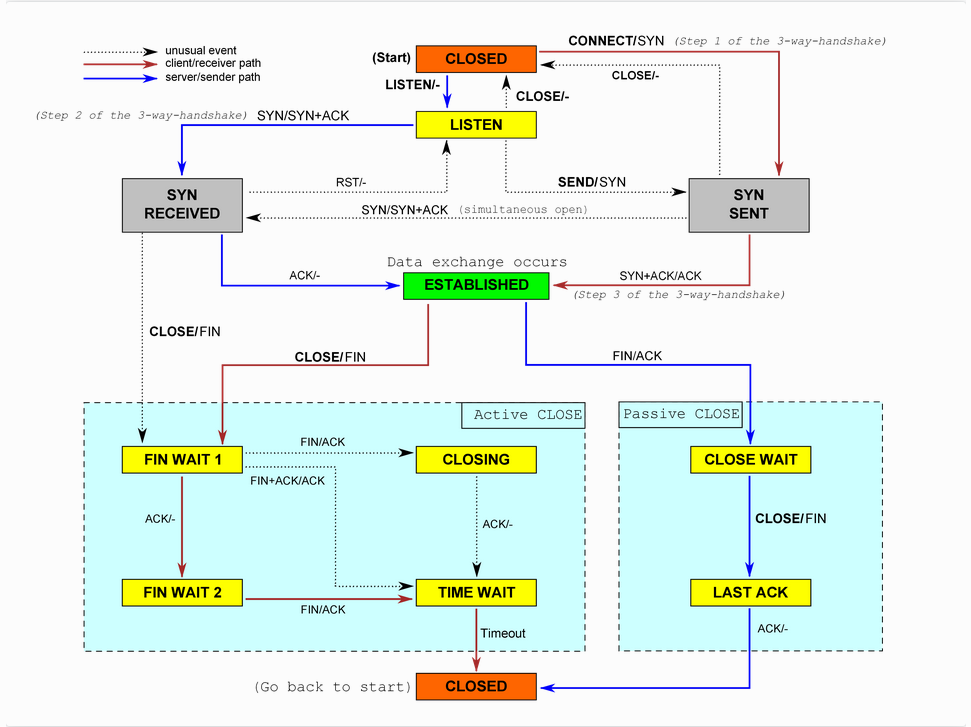 unusual event
client/receiver path
server/sender path
(Start)
CLOSED
CONNECT/SYN (Step 1 of the 3-way-handshake)
CLOSE/-
LISTEN/-
CLOSE/-
(Step 2 of the 3-way-handshake) SYN/SYN+ACK
LISTEN
SYN
RECEIVED
RST/-
SEND/SYN
SYN
SENT
SYN/SYN+ACK (simultaneous open)
Data exchange occurs
ACK/-
ESTABLISHED
SYN+ACK/ACK
(Step 3 of the 3-way-handshake)
CLOSE/FIN
CLOSE/FIN
FIN/ACK
Active CLOSE
Passive CLOSE
FIN WAIT 1
FIN/ACK
CLOSING
CLOSE WAIT
FIN+ACK/ACK
ACK/-
ACK/-
CLOSE/FIN
FIN WAIT 2
FIN/ACK
TIME WAIT
LAST ACK
Timeout
ACK/-
(Go back to start)
CLOSED